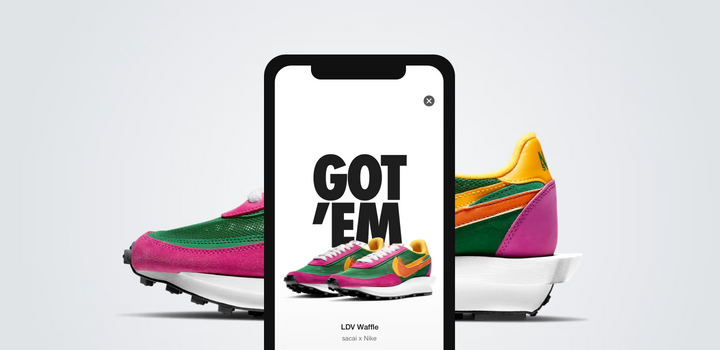 GOT
'EM
LDV Waffle
sacai x Nike